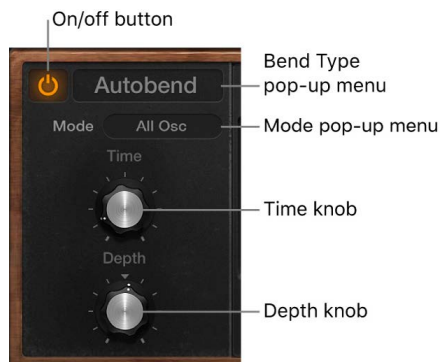 On/off button
Bend Type
pop-up menu
Autobend
Mode
All Osc
Mode pop-up menu
Time
Time knob
Depth
Depth knob